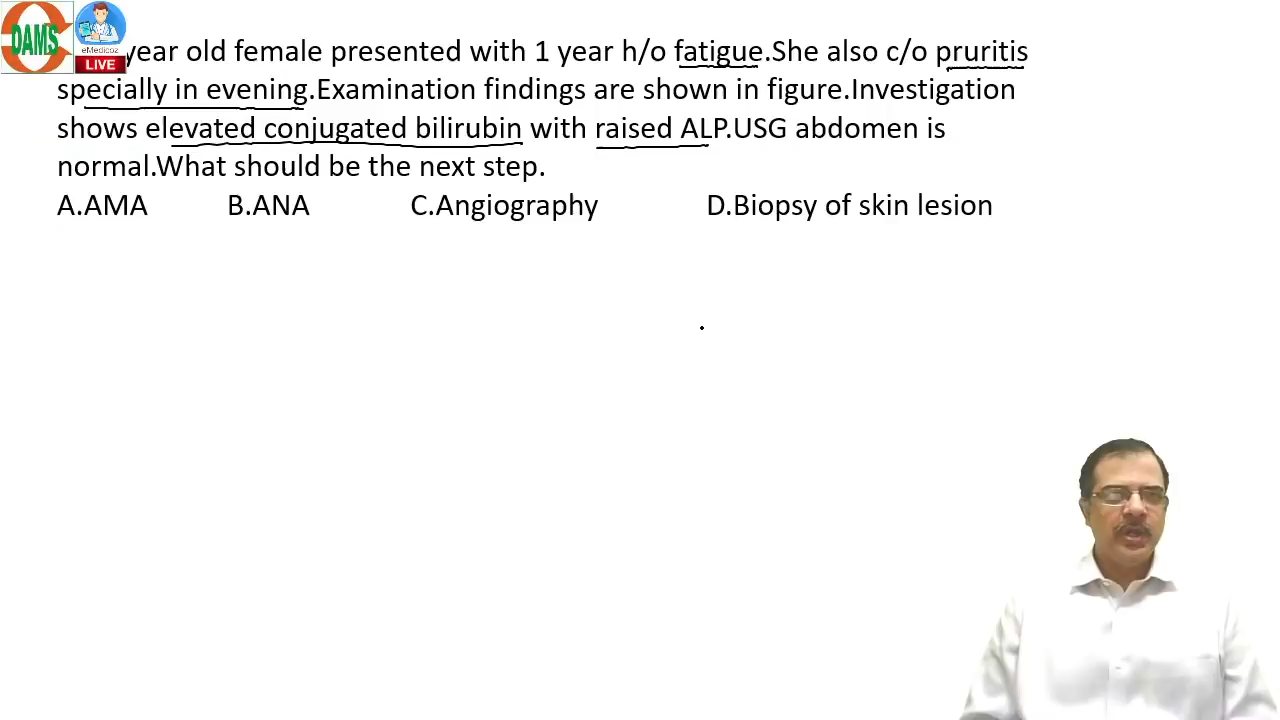 DAMS
eMedicoz
LIVE
year old female presented with 1 year h/o fatigue.She also c/o pruritis
specially in evening.Examination findings are shown in figure.Investigation
shows elevated conjugated bilirubin with raised ALP.USG abdomen is
normal.What should be the next step.
A.AMA B.ANA C.Angiography D.Biopsy of skin lesion